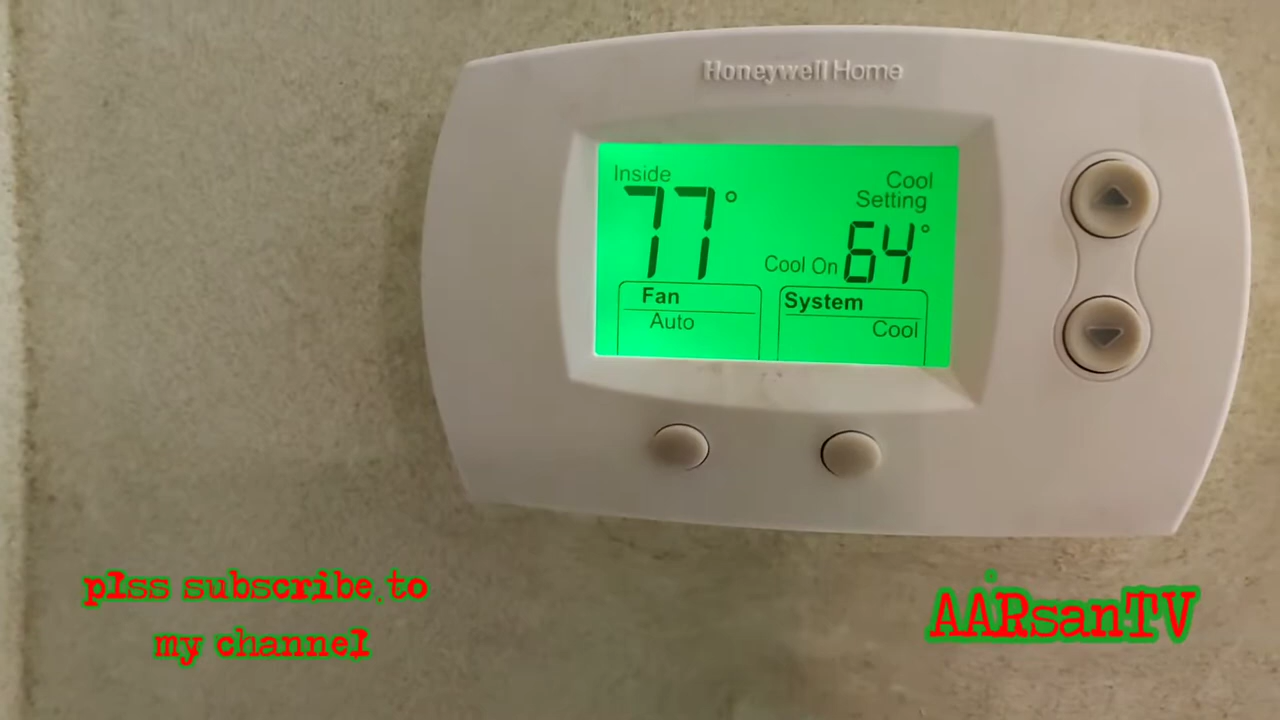 Honeywell Home
Inside
77°
Cool
Setting
Cool On 64°
Fan
Auto
System
Cool
plss subscribe to
my channel
AARsanTV